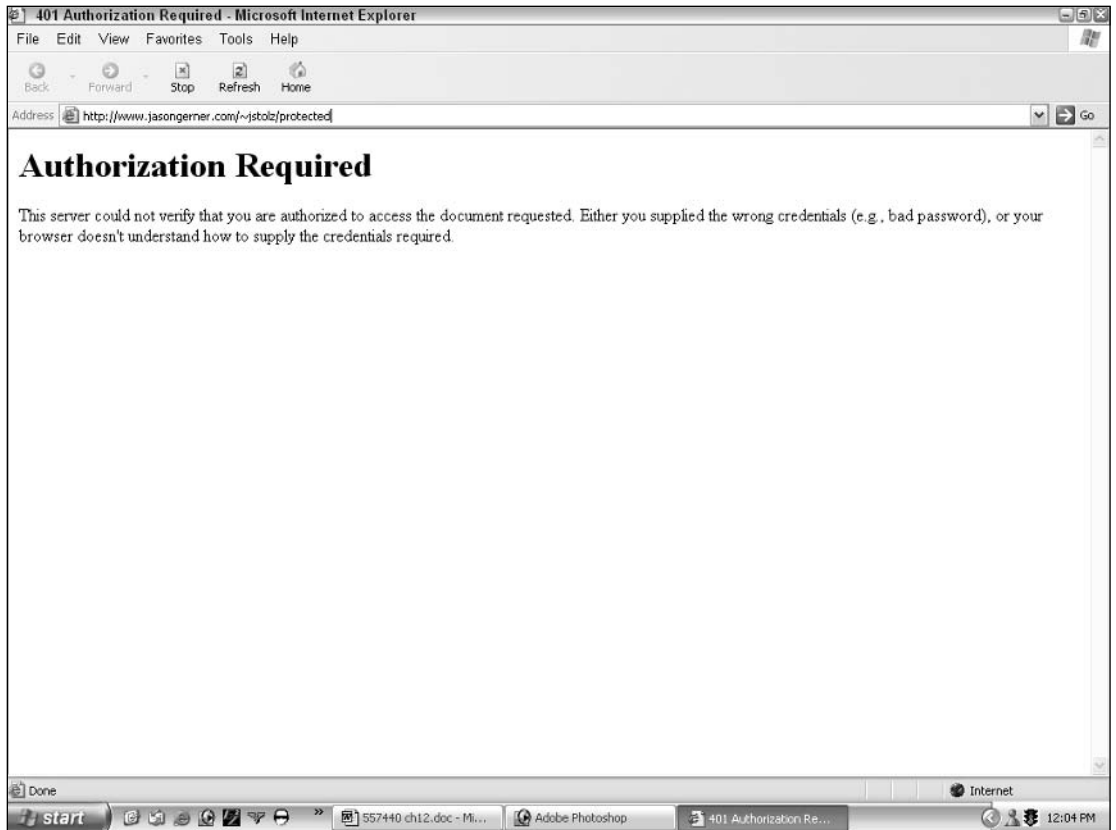 401 Authorization Required - Microsoft Internet Explorer
File Edit View Favorites Tools Help
Back Forward Stop Refresh Home
Address http://www.jasongerner.com/~jstolz/protected Go
Authorization Required
This server could not verify that you are authorized to access the document requested. Either you supplied the wrong credentials (e.g., bad password), or your
browser doesn't understand how to supply the credentials required.
Done Internet
start » 557440 ch12.doc - Mi... Adobe Photoshop 401 Authorization Re... 12:04 PM